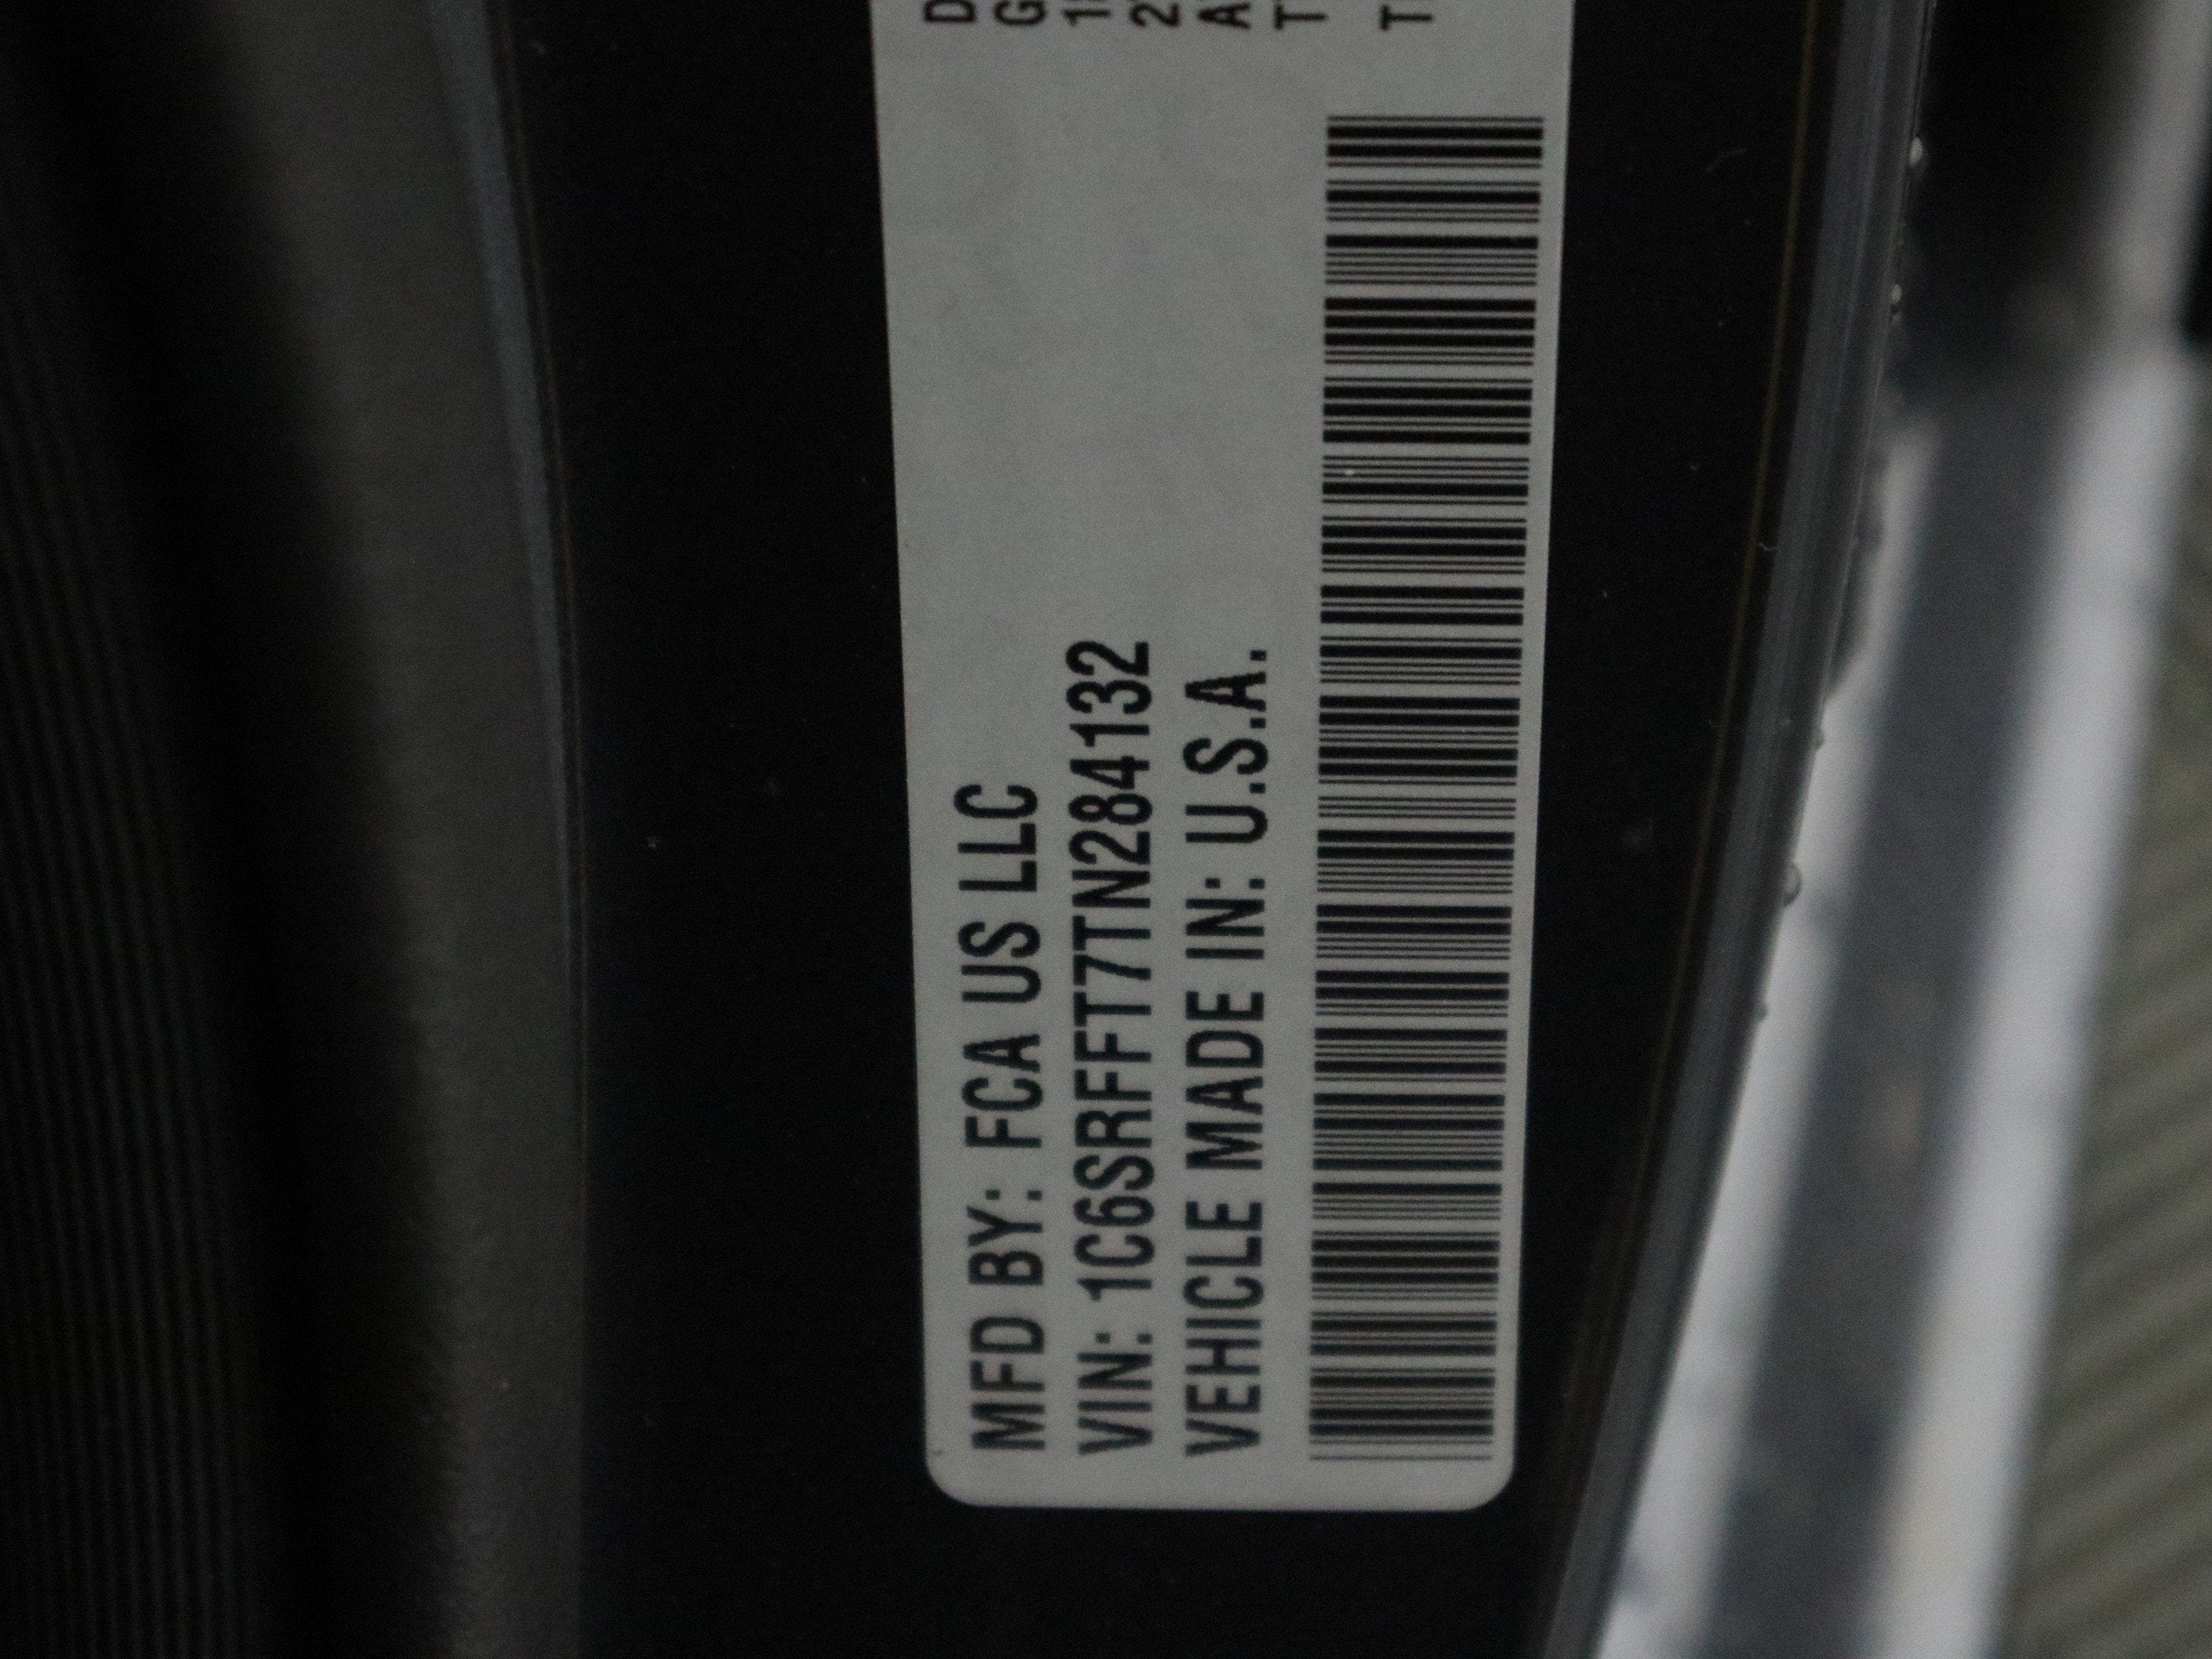 MFD BY: FCA US LLC
VIN: 1C6SRFFT7TN284132
VEHICLE MADE IN: U.S.A.